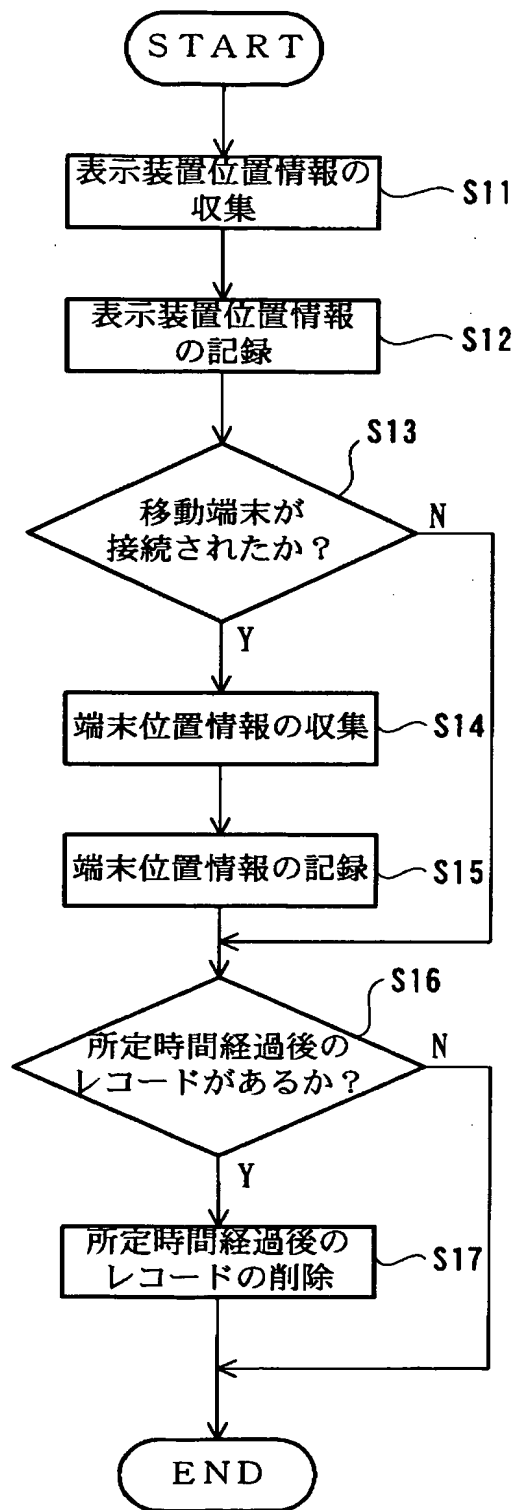 START
表示装置位置情報の
収集
S11
表示装置位置情報
の記録
S12
S13
移動端末が
接続されたか？
N
Y
端末位置情報の収集
S14
端末位置情報の記録
S15
S16
所定時間経過後の
レコードがあるか？
N
Y
所定時間経過後の
レコードの削除
S17
END